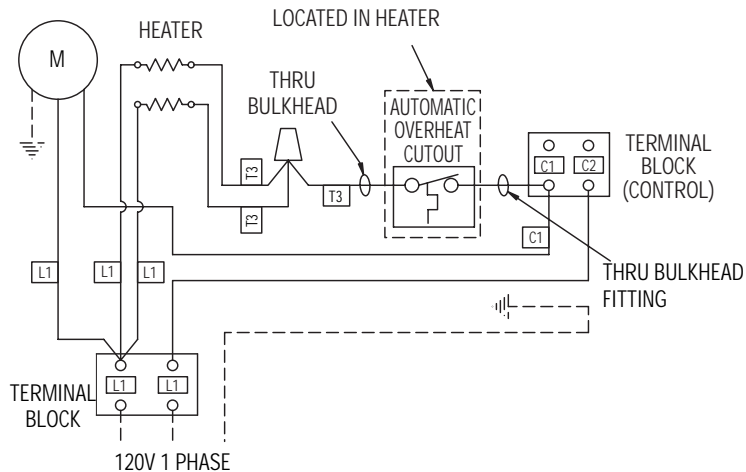 LOCATED IN HEATER
HEATER
M
THRU
BULKHEAD
AUTOMATIC
OVERHEAT
CUTOUT
TERMINAL
BLOCK
(CONTROL)
C1 C2
T3
T3
T3
C1
L1 L1 L1
THRU BULKHEAD
FITTING
L1 L1
TERMINAL
BLOCK
120V 1 PHASE